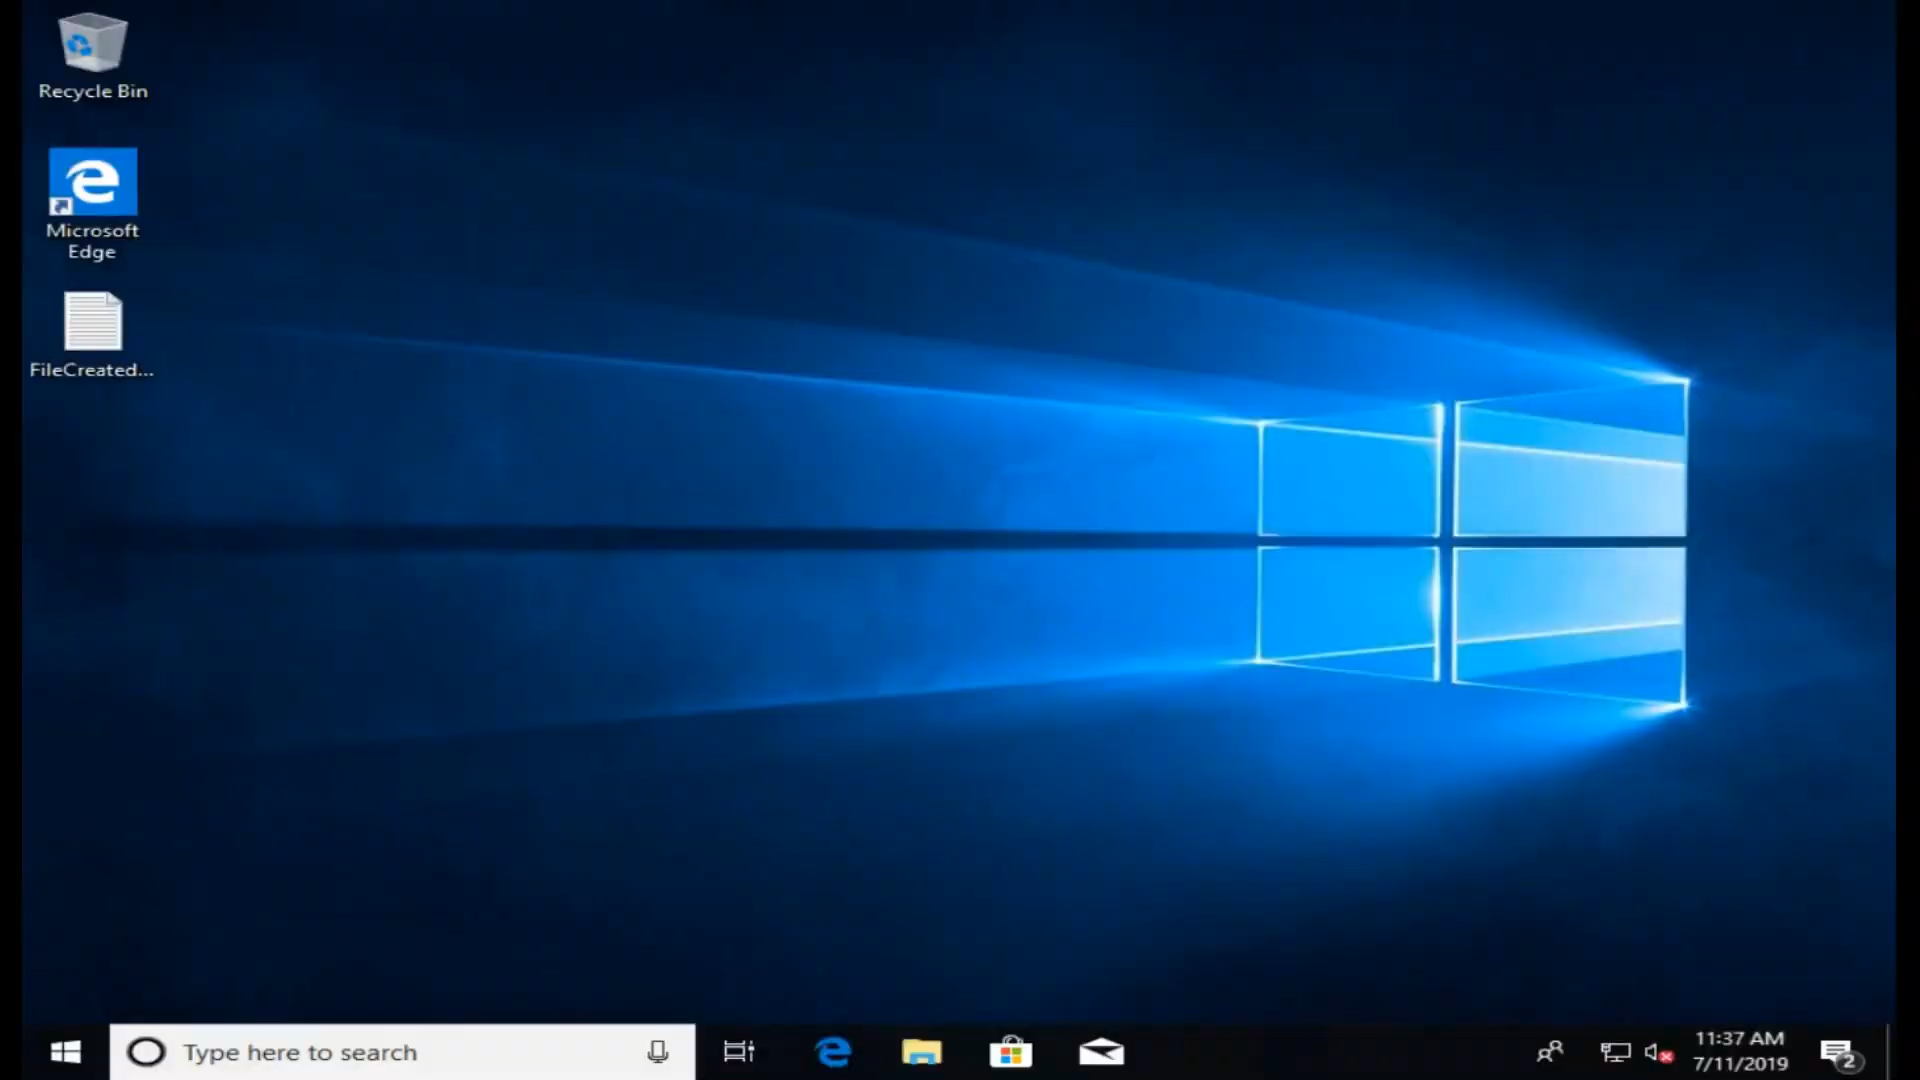 Recycle Bin
Microsoft
Edge
FileCreated...
Type here to search
11:37 AM
7/11/2019
2